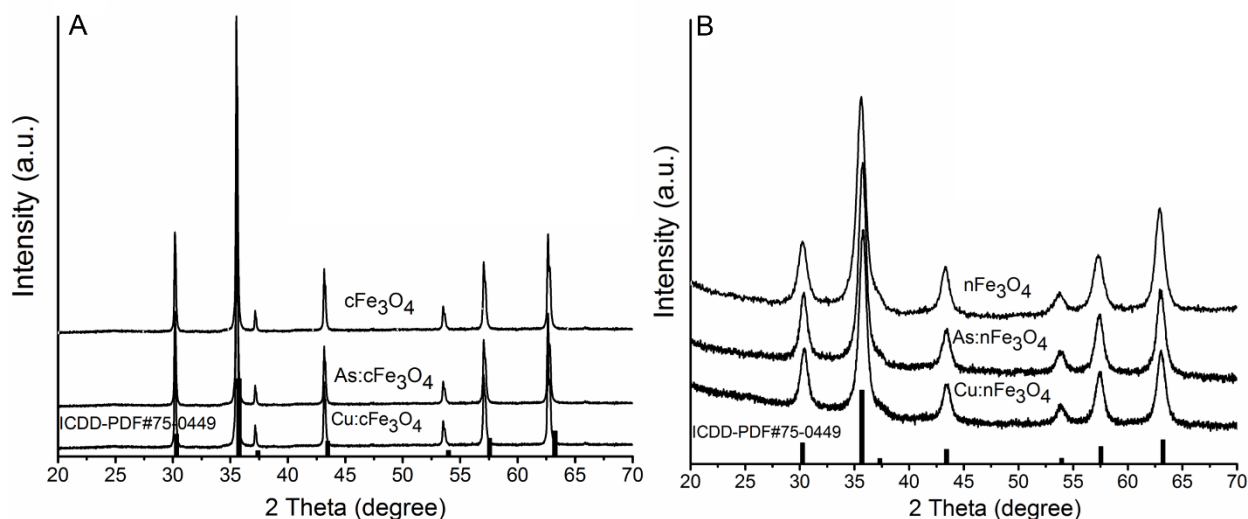 A
Intensity (a.u.)
cFe3O4
As:cFe3O4
ICDD-PDF#75-0449
Cu:cFe3O4
20 25 30 35 40 45 50 55 60 65 70
2 Theta (degree)
B
Intensity (a.u.)
nFe3O4
As:nFe3O4
Cu:nFe3O4
ICDD-PDF#75-0449
20 25 30 35 40 45 50 55 60 65 70
2 Theta (degree)